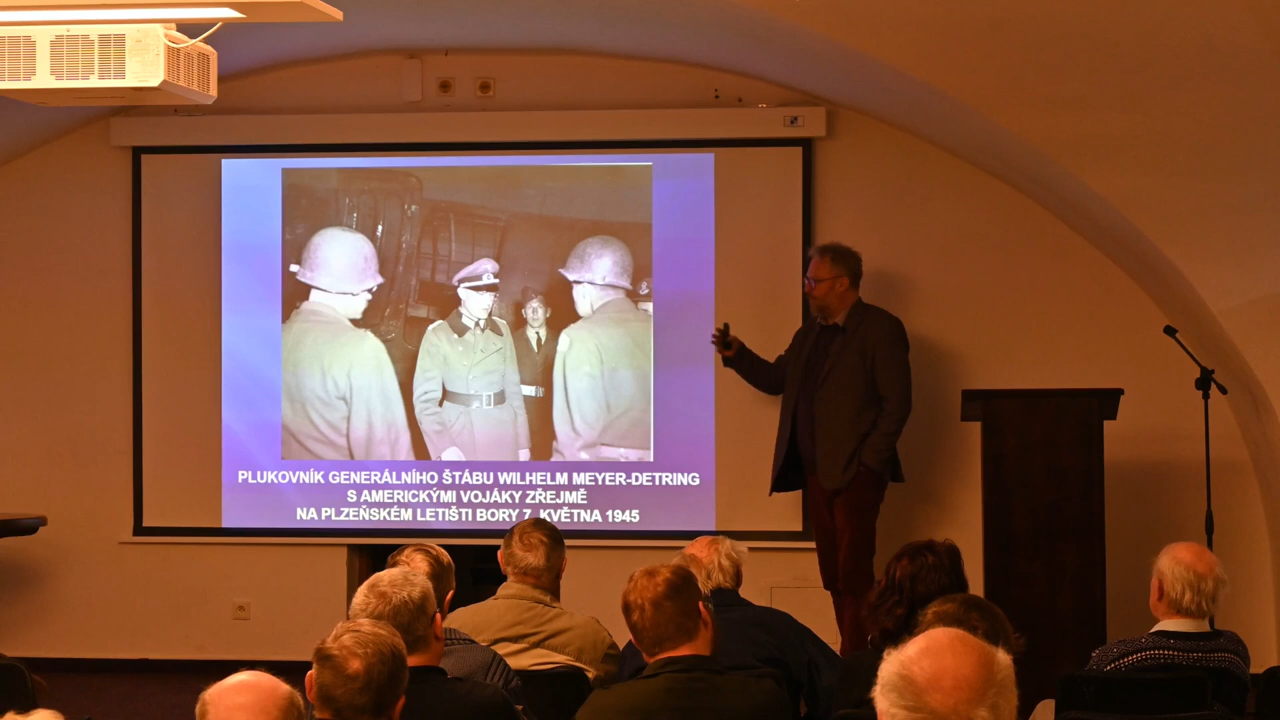 PLUKOVNÍK GENERÁLNÍHO ŠTÁBU WILHELM MEYER-DETRING
S AMERICKÝMI VOJÁKY ZŘEJMĚ
NA PLZEŇSKÉM LETIŠTI BORY 7. KVĚTNA 1945